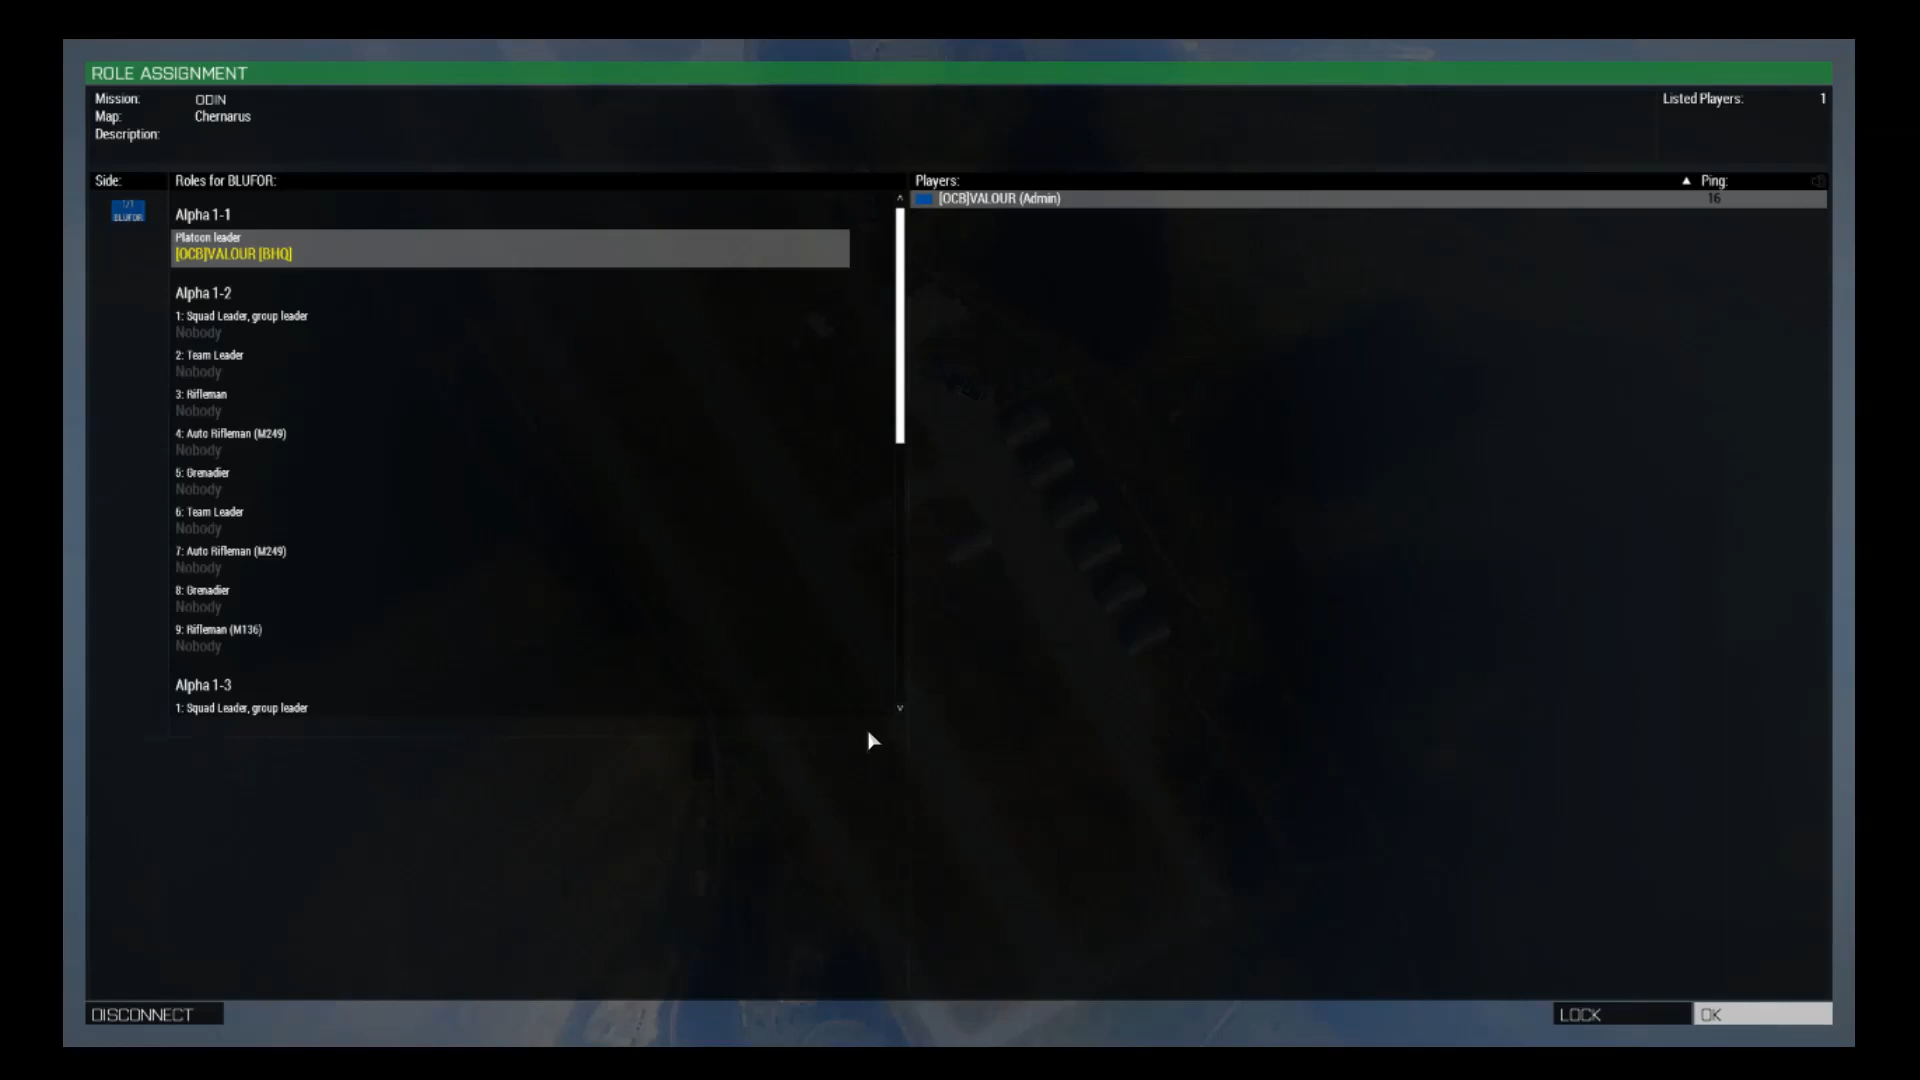 ROLE ASSIGNMENT
Mission: ODIN
Map: Chernarus
Description:
Listed Players: 1
Side:
Roles for BLUFOR:
Players:
Ping:
1/1
BLUFOR
Alpha 1-1
Platoon leader
[OCB]VALOUR [BHQ]
Alpha 1-2
1: Squad Leader, group leader
Nobody
2: Team Leader
Nobody
3: Rifleman
Nobody
4: Auto Rifleman (M249)
Nobody
5: Grenadier
Nobody
6: Team Leader
Nobody
7: Auto Rifleman (M249)
Nobody
8: Grenadier
Nobody
9: Rifleman (M136)
Nobody
Alpha 1-3
1: Squad Leader, group leader
[OCB]VALOUR (Admin) 16
DISCONNECT
LOCK
OK